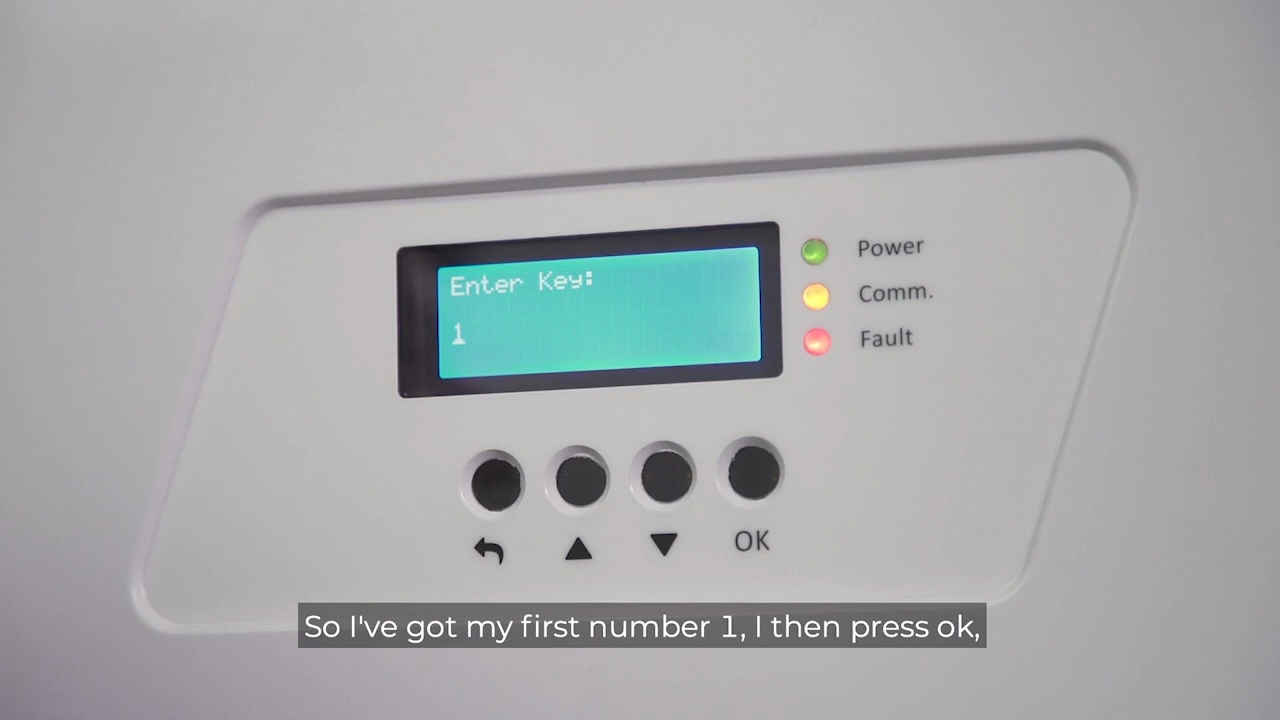 Enter Key:
1
Power
Comm.
Fault
OK
So I've got my first number 1, I then press ok,